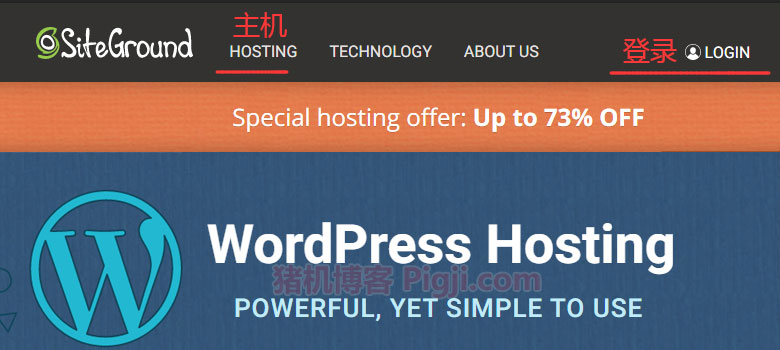 主机
SiteGround HOSTING TECHNOLOGY ABOUT US 登录 LOGIN
Special hosting offer: Up to 73% OFF
WordPress Hosting
猪机博客 Pigji.com
POWERFUL, YET SIMPLE TO USE